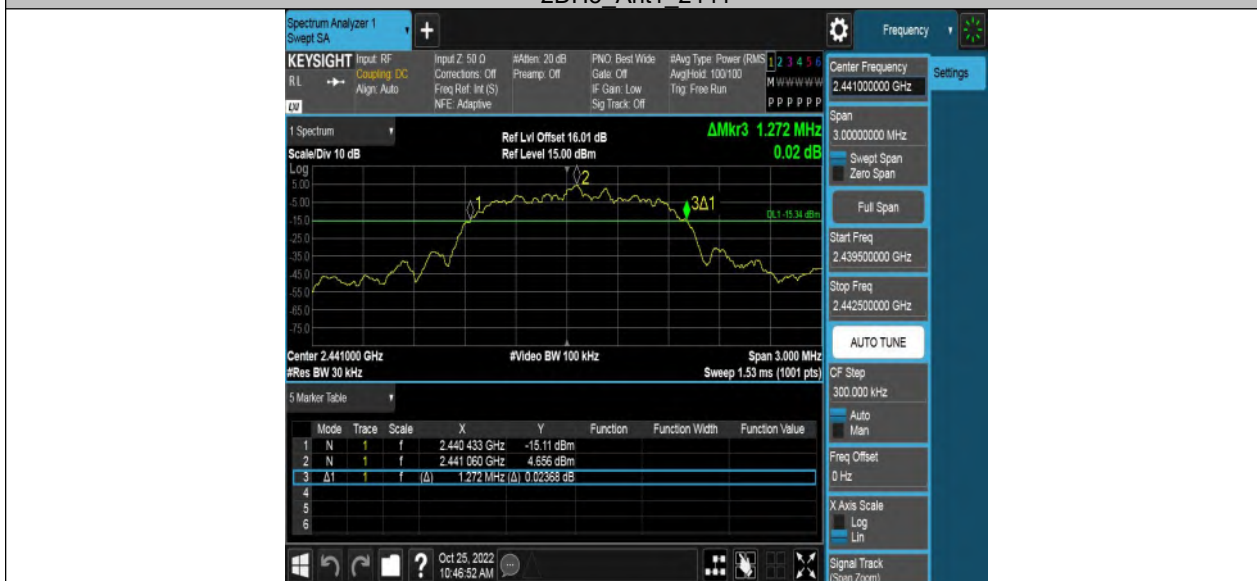 Spectrum Analyzer 1
Swept SA
+
Frequency
KEYSIGHT
RL
LXI
Input: RF
Coupling: DC
Align: Auto
Input Z: 50 Ω
Corrections: Off
Freq Ref: Int (S)
NFE: Adaptive
#Atten: 20 dB
Preamp: Off
PNO: Best Wide
Gate: Off
IF Gain: Low
Sig Track: Off
#Avg Type: Power (RMS
Avg|Hold: 100/100
Trig: Free Run
1 2 3 4 5 6
M W W W W W
P P P P P P
Center Frequency
2.441000000 GHz
Settings
Span
3.00000000 MHz
Swept Span
Zero Span
Full Span
Start Freq
2.439500000 GHz
Stop Freq
2.442500000 GHz
AUTO TUNE
CF Step
300.000 kHz
Auto
Man
Freq Offset
0 Hz
X Axis Scale
Log
Lin
Signal Track
(Span Zoom)
1 Spectrum
Scale/Div 10 dB
Ref Lvl Offset 16.01 dB
Ref Level 15.00 dBm
ΔMkr3 1.272 MHz
0.02 dB
Log
5.00
-5.00
-15.0
-25.0
-35.0
-45.0
-55.0
-65.0
-75.0
1
2
3Δ1
DL1 -15.34 dBm
Center 2.441000 GHz
#Video BW 100 kHz
Span 3.000 MHz
#Res BW 30 kHz
Sweep 1.53 ms (1001 pts)
5 Marker Table
Mode Trace Scale X Y Function Function Width Function Value
1 N 1 f 2.440 433 GHz -15.11 dBm
2 N 1 f 2.441 060 GHz 4.656 dBm
3 Δ1 1 f (Δ) 1.272 MHz (Δ) 0.02368 dB
4
5
6
?
Oct 25, 2022
10:46:52 AM